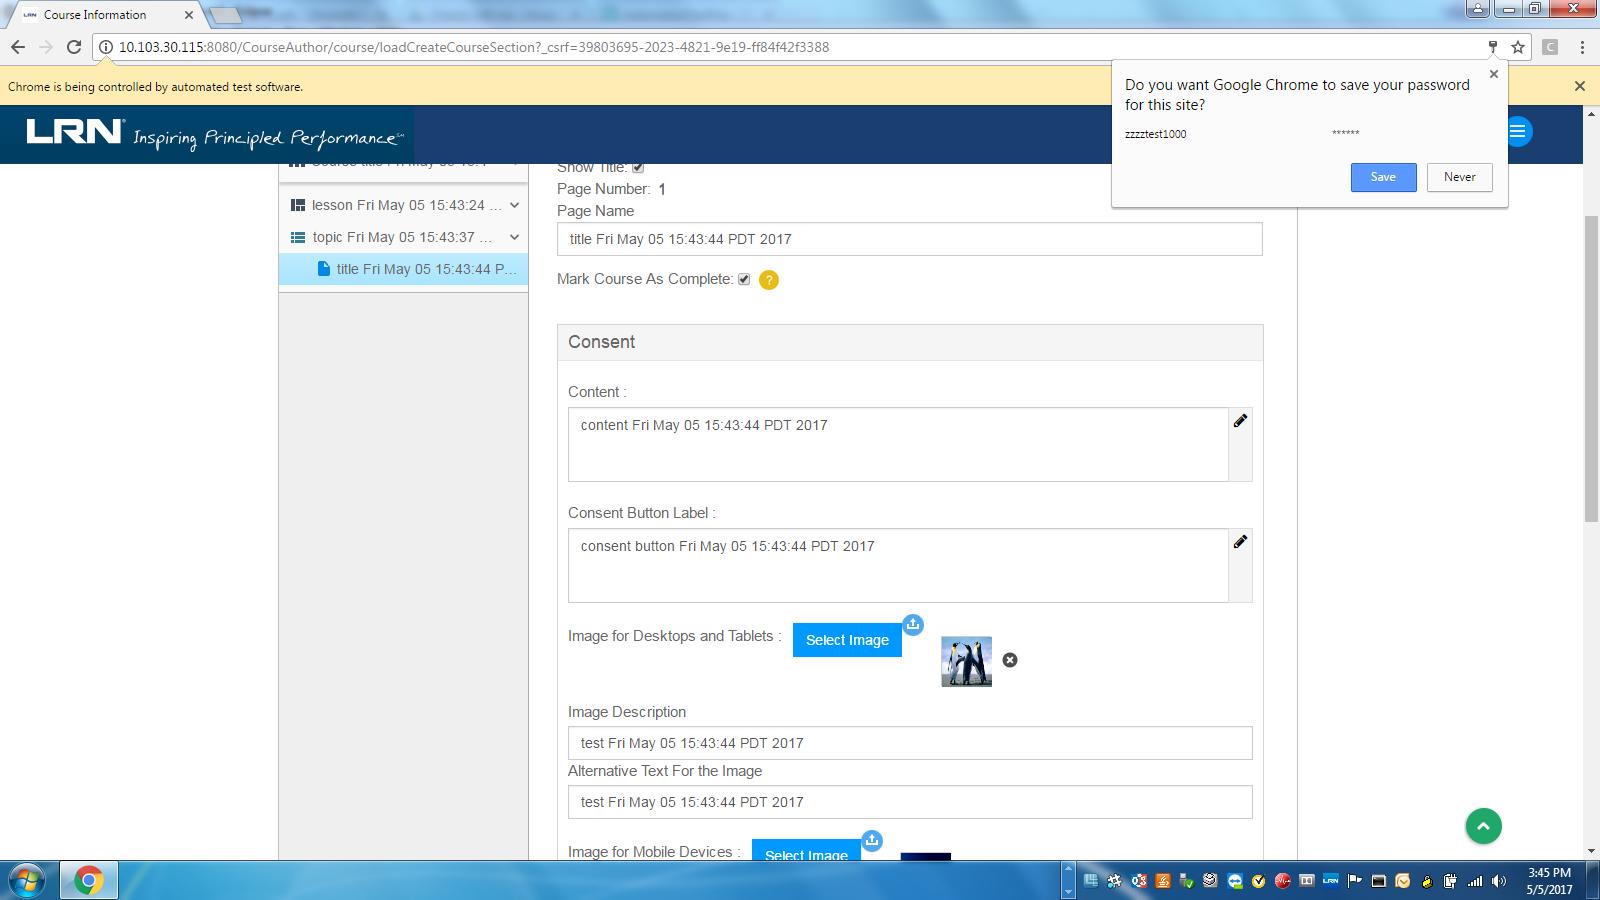 LRN Course Information
10.103.30.115:8080/CourseAuthor/course/loadCreateCourseSection?_csrf=39803695-2023-4821-9e19-ff84f42f3388
C
Chrome is being controlled by automated test software.
Do you want Google Chrome to save your password
for this site?
zzzztest1000 ******
Save Never
LRN Inspiring Principled Performance
Show Title:
Page Number: 1
Page Name
lesson Fri May 05 15:43:24 ...
topic Fri May 05 15:43:37 ...
title Fri May 05 15:43:44 P...
title Fri May 05 15:43:44 PDT 2017
Mark Course As Complete: ?
Consent
Content :
content Fri May 05 15:43:44 PDT 2017
Consent Button Label :
consent button Fri May 05 15:43:44 PDT 2017
Image for Desktops and Tablets : Select Image
Image Description
test Fri May 05 15:43:44 PDT 2017
Alternative Text For the Image
test Fri May 05 15:43:44 PDT 2017
Image for Mobile Devices : Select Image
LRN
3:45 PM
5/5/2017